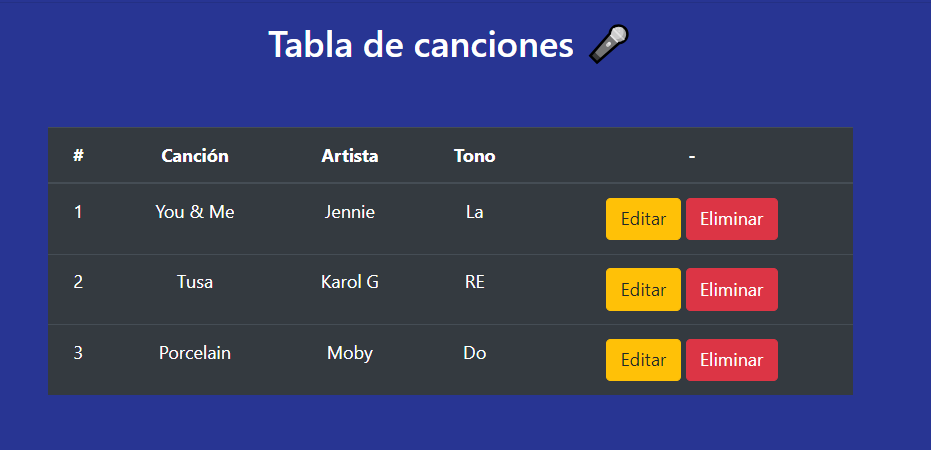 Tabla de canciones 🎤
# Canción Artista Tono -
1 You & Me Jennie La Editar Eliminar
2 Tusa Karol G RE Editar Eliminar
3 Porcelain Moby Do Editar Eliminar